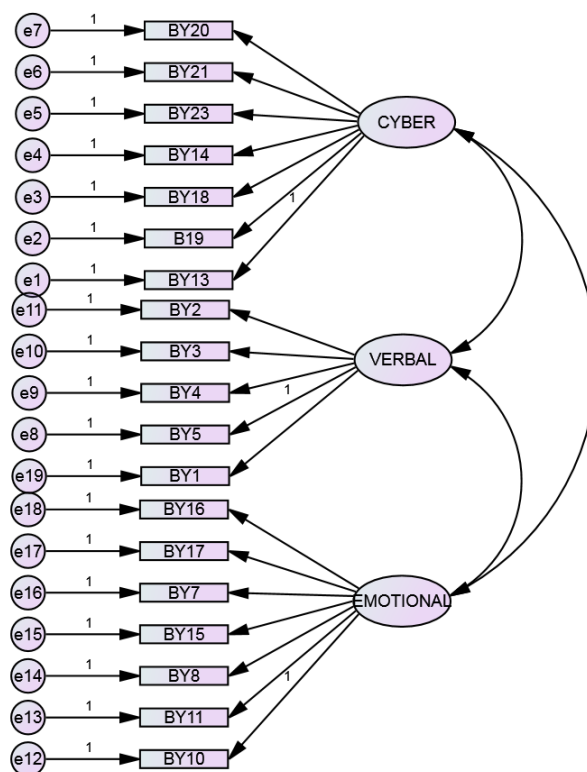 e7 1 BY20
e6 1 BY21
e5 1 BY23
CYBER
e4 1 BY14
e3 1 BY18
1
e2 1 B19
e1 1 BY13
e11 1 BY2
e10 1 BY3
VERBAL
e9 1 BY4
1
e8 1 BY5
e19 1 BY1
e18 1 BY16
e17 1 BY17
e16 1 BY7
EMOTIONAL
e15 1 BY15
e14 1 BY8
1
e13 1 BY11
e12 1 BY10